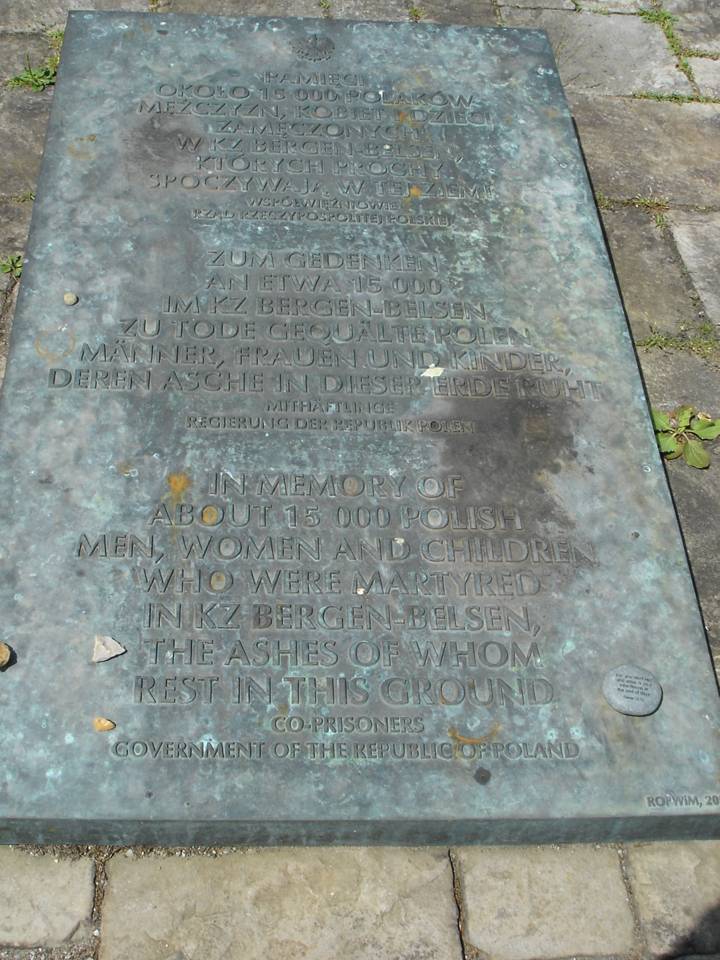 PAMIĘCI
OKOŁO 15 000 POLAKÓW
MĘŻCZYZN, KOBIET I DZIECI
ZAMĘCZONYCH
W KZ BERGEN-BELSEN,
KTÓRYCH PROCHY
SPOCZYWAJĄ W TEJ ZIEMI
WSPÓŁWIĘŹNIOWIE
RZĄD RZECZYPOSPOLITEJ POLSKIEJ
ZUM GEDENKEN
AN ETWA 15 000
IM KZ BERGEN-BELSEN
ZU TODE GEQUÄLTE POLEN
MÄNNER, FRAUEN UND KINDER,
DEREN ASCHE IN DIESER ERDE RUHT
MITHÄFTLINGE
REGIERUNG DER REPUBLIK POLEN
IN MEMORY OF
ABOUT 15 000 POLISH
MEN, WOMEN AND CHILDREN
WHO WERE MARTYRED
IN KZ BERGEN-BELSEN,
THE ASHES OF WHOM
REST IN THIS GROUND
CO-PRISONERS
GOVERNMENT OF THE REPUBLIC OF POLAND
ROPWIM,